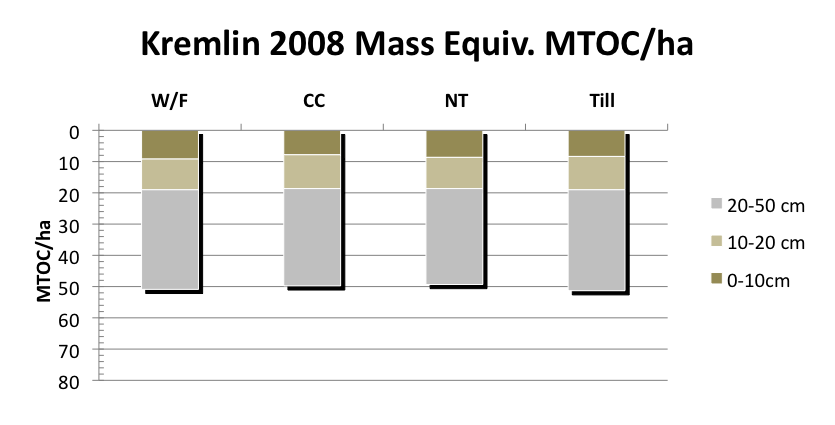 Kremlin 2008 Mass Equiv. MTOC/ha
W/F CC NT Till
0
10
20
30
40
50
60
70
80
MTOC/ha
20-50 cm
10-20 cm
0-10cm